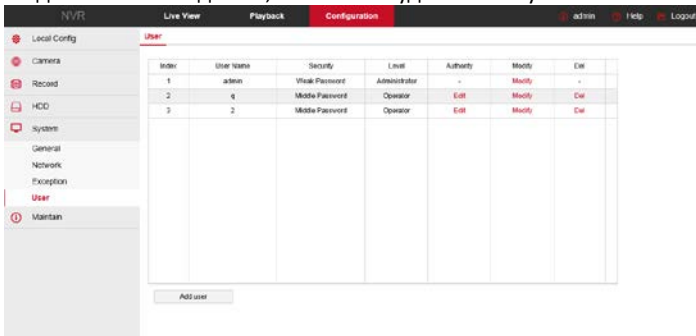 NVR Live View Playback Configuration admin Help Logout
Local Config
User
Camera
Record
HDD
System
General
Network
Exception
User
Maintain
Index User Name Security Level Authority Modify Del
1 admin Weak Password Administrator - Modify -
2 q Middle Password Operator Edit Modify Del
3 2 Middle Password Operator Edit Modify Del
Add user